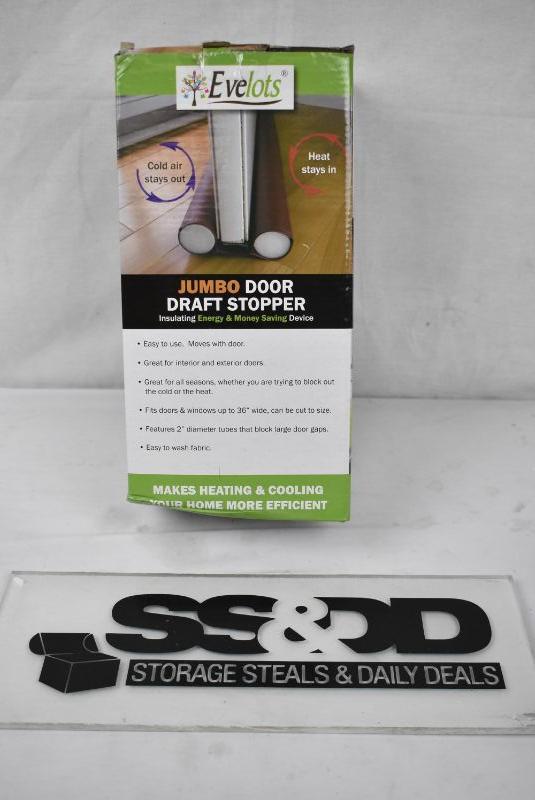 Evelots®
Cold air
stays out
Heat
stays in
JUMBO DOOR
DRAFT STOPPER
Insulating Energy & Money Saving Device
• Easy to use. Moves with door.
• Great for interior and exterior doors.
• Great for all seasons, whether you are trying to block out
the cold or the heat.
• Fits doors & windows up to 36" wide, can be cut to size.
• Features 2" diameter tubes that block large door gaps.
• Easy to wash fabric.
MAKES HEATING & COOLING
YOUR HOME MORE EFFICIENT
SS&DD
STORAGE STEALS & DAILY DEALS